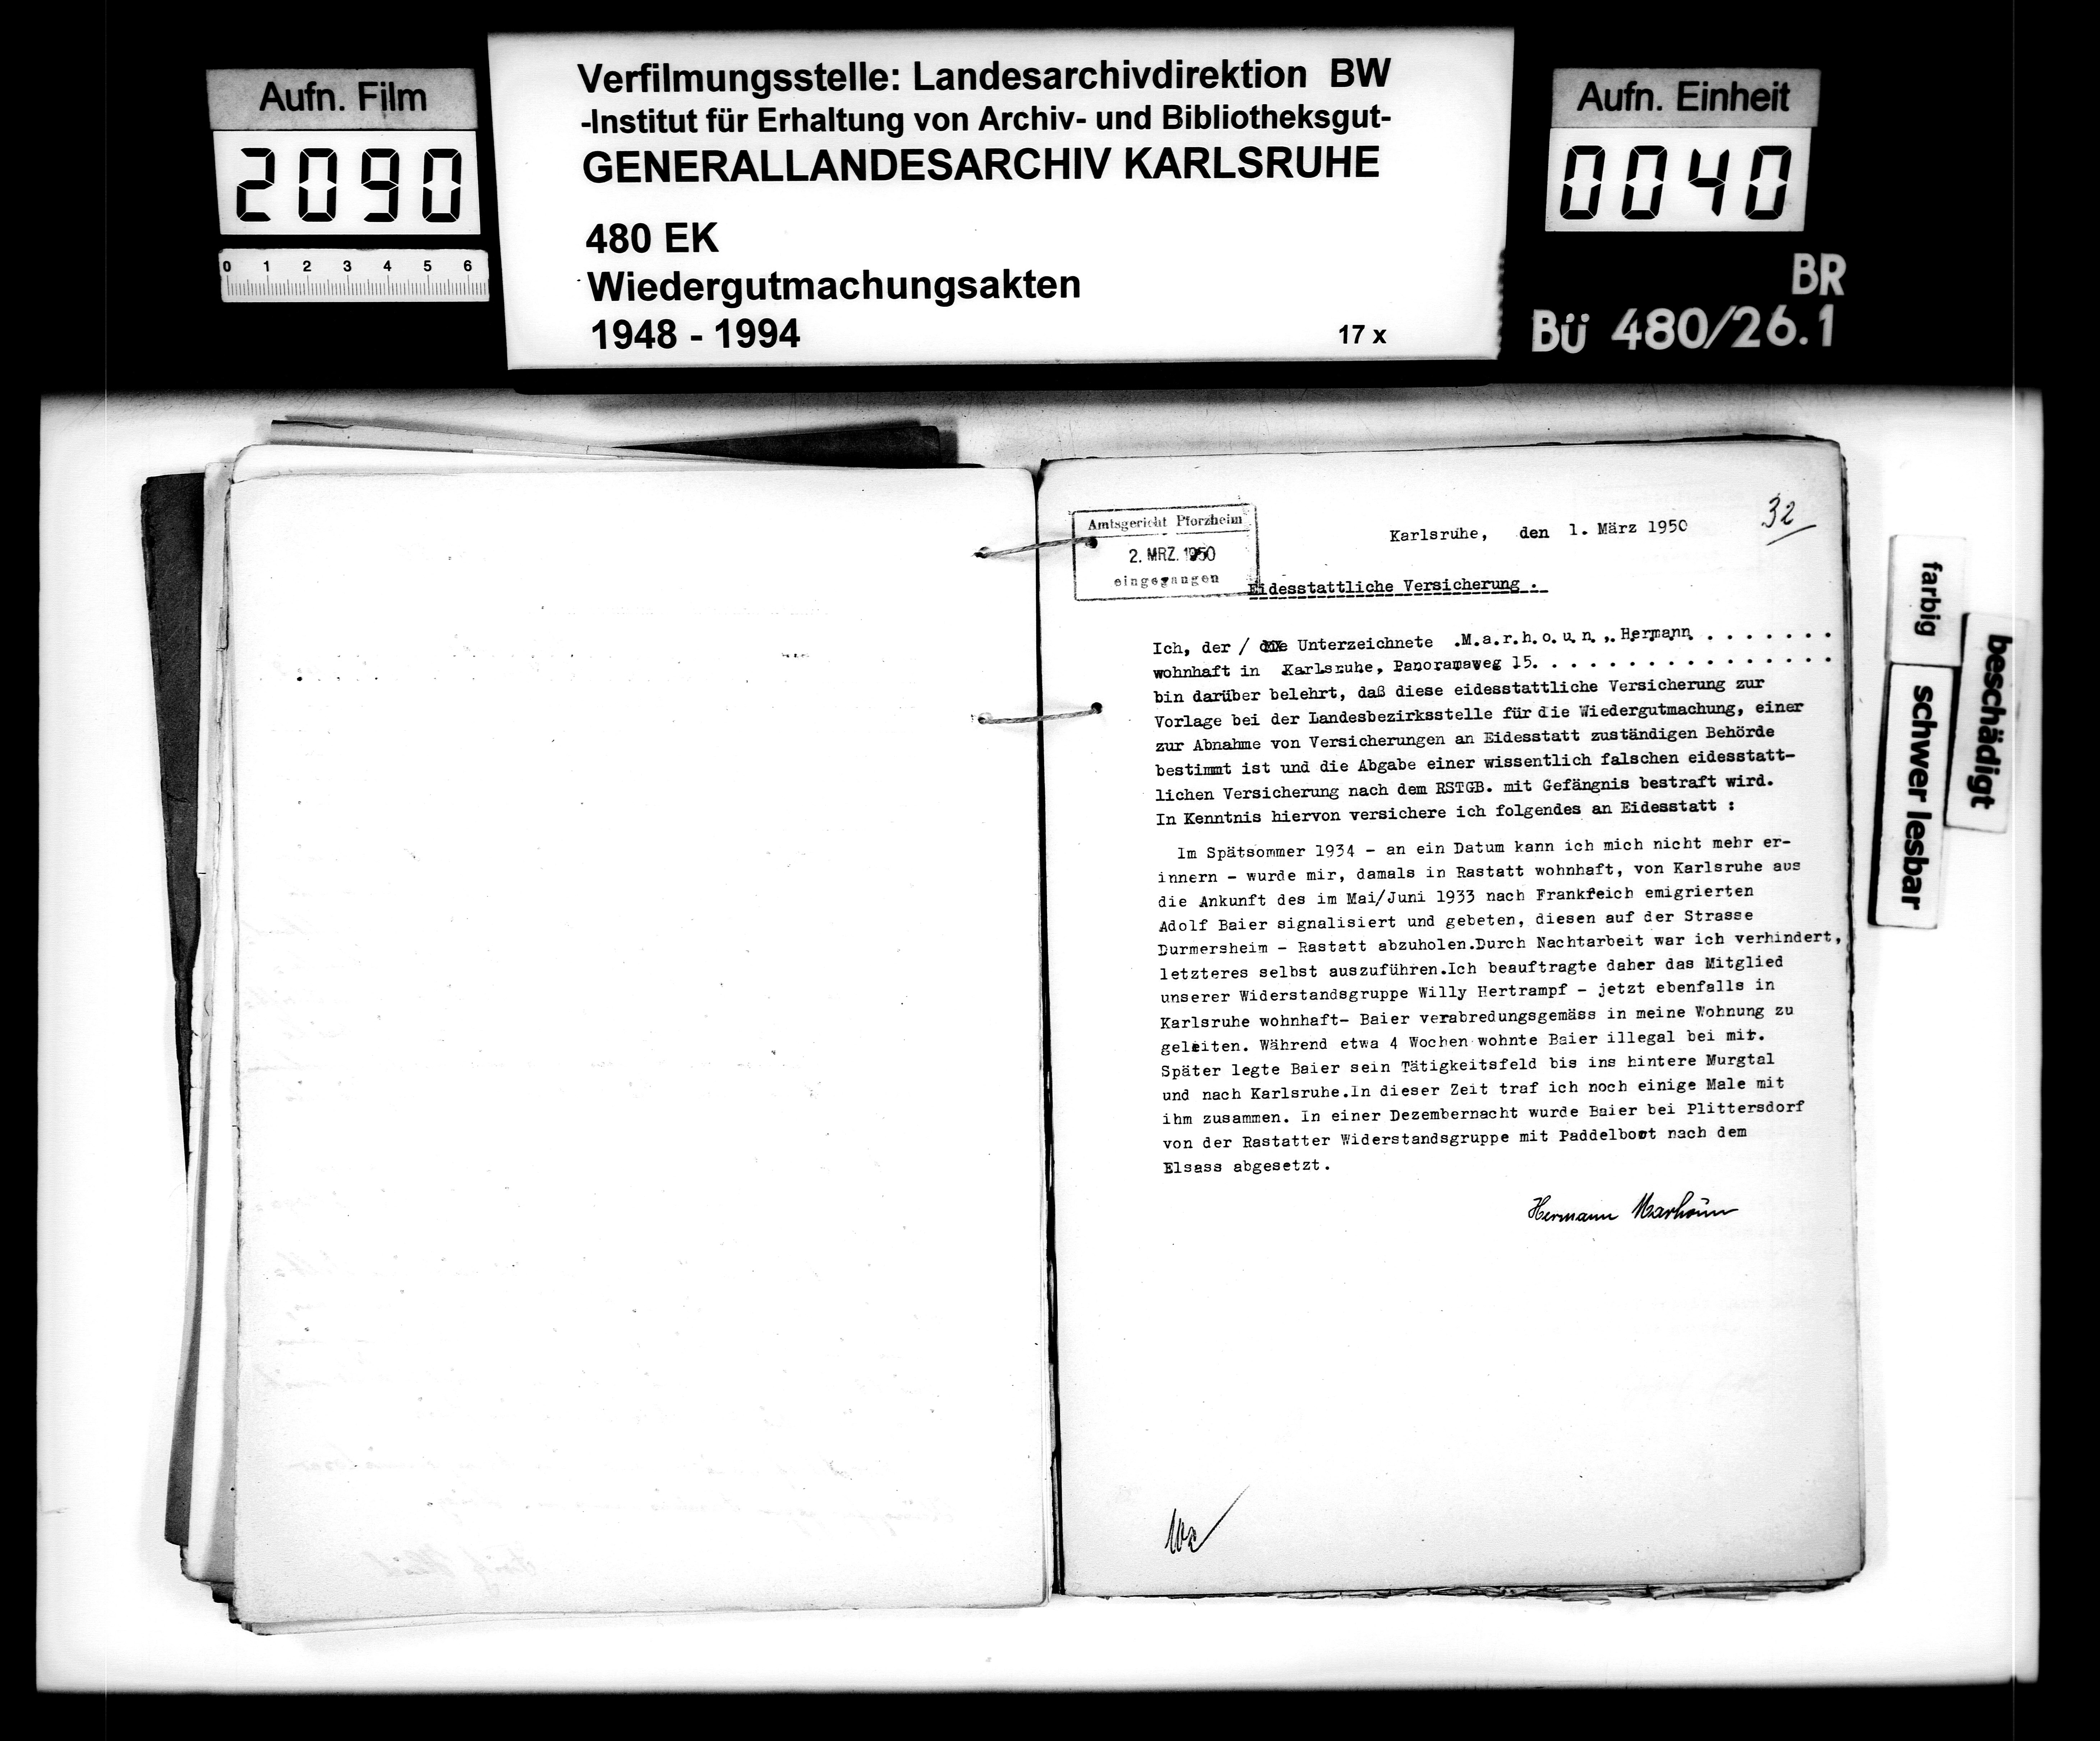 Aufn. Film
2090
0 1 2 3 4 5 6
Verfilmungsstelle: Landesarchivdirektion BW
-Institut für Erhaltung von Archiv- und Bibliotheksgut-
GENERALLANDESARCHIV KARLSRUHE
480 EK
Wiedergutmachungsakten
1948 - 1994
17 x
Aufn. Einheit
0040
BR
Bü 480/26.1
farbig
schwer lesbar
beschädigt
32
Amtsgericht Pforzheim
2. MRZ. 1950
eingegangen
Karlsruhe, den 1. März 1950
Eidesstattliche Versicherung .
Ich, der / die Unterzeichnete .M.a.r.h.o.u.n.,.Hermann . . . . . . .
wohnhaft in Karlsruhe, Panoramaweg 15. . . . . . . . . . . . . . . .
bin darüber belehrt, daß diese eidesstattliche Versicherung zur
Vorlage bei der Landesbezirksstelle für die Wiedergutmachung, einer
zur Abnahme von Versicherungen an Eidesstatt zuständigen Behörde
bestimmt ist und die Abgabe einer wissentlich falschen eidesstatt-
lichen Versicherung nach dem RSTGB. mit Gefängnis bestraft wird.
In Kenntnis hiervon versichere ich folgendes an Eidesstatt :
Im Spätsommer 1934 - an ein Datum kann ich mich nicht mehr er-
innern - wurde mir, damals in Rastatt wohnhaft, von Karlsruhe aus
die Ankunft des im Mai/Juni 1933 nach Frankreich emigrierten
Adolf Baier signalisiert und gebeten, diesen auf der Strasse
Durmersheim - Rastatt abzuholen.Durch Nachtarbeit war ich verhindert,
letzteres selbst auszuführen.Ich beauftragte daher das Mitglied
unserer Widerstandsgruppe Willy Hertrampf - jetzt ebenfalls in
Karlsruhe wohnhaft- Baier verabredungsgemäss in meine Wohnung zu
geleiten. Während etwa 4 Wochen wohnte Baier illegal bei mir.
Später legte Baier sein Tätigkeitsfeld bis ins hintere Murgtal
und nach Karlsruhe.In dieser Zeit traf ich noch einige Male mit
ihm zusammen. In einer Dezembernacht wurde Baier bei Plittersdorf
von der Rastatter Widerstandsgruppe mit Paddelboot nach dem
Elsass abgesetzt.
Hermann Marhoun